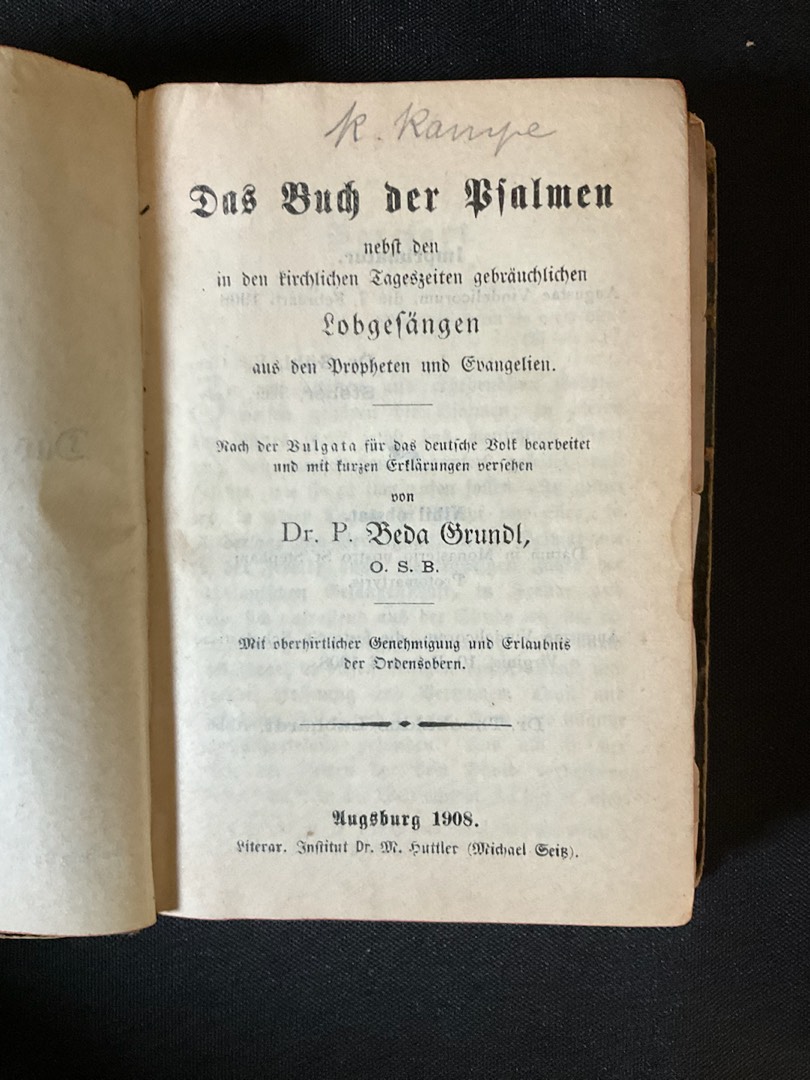 K. Kampe
Das Buch der Psalmen
nebst den
in den kirchlichen Tageszeiten gebräuchlichen
Lobgesängen
aus den Propheten und Evangelien.
Nach der Vulgata für das deutsche Volk bearbeitet
und mit kurzen Erklärungen versehen
von
Dr. P. Beda Grundl,
O. S. B.
Mit oberhirtlicher Genehmigung und Erlaubnis
der Ordensobern.
Augsburg 1908.
Literar. Institut Dr. M. Huttler (Michael Seitz).